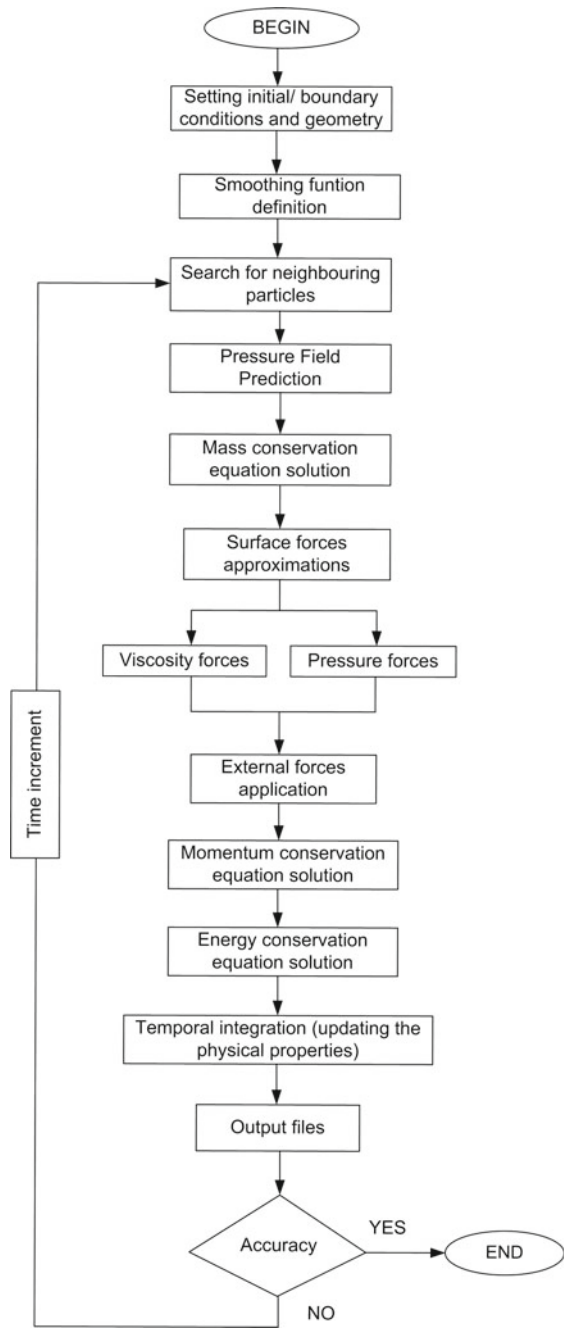 BEGIN
Setting initial/ boundary
conditions and geometry
Smoothing funtion
definition
Search for neighbouring
particles
Pressure Field
Prediction
Mass conservation
equation solution
Surface forces
approximations
Viscosity forces
Pressure forces
Time increment
External forces
application
Momentum conservation
equation solution
Energy conservation
equation solution
Temporal integration (updating the
physical properties)
Output files
Accuracy
YES
END
NO